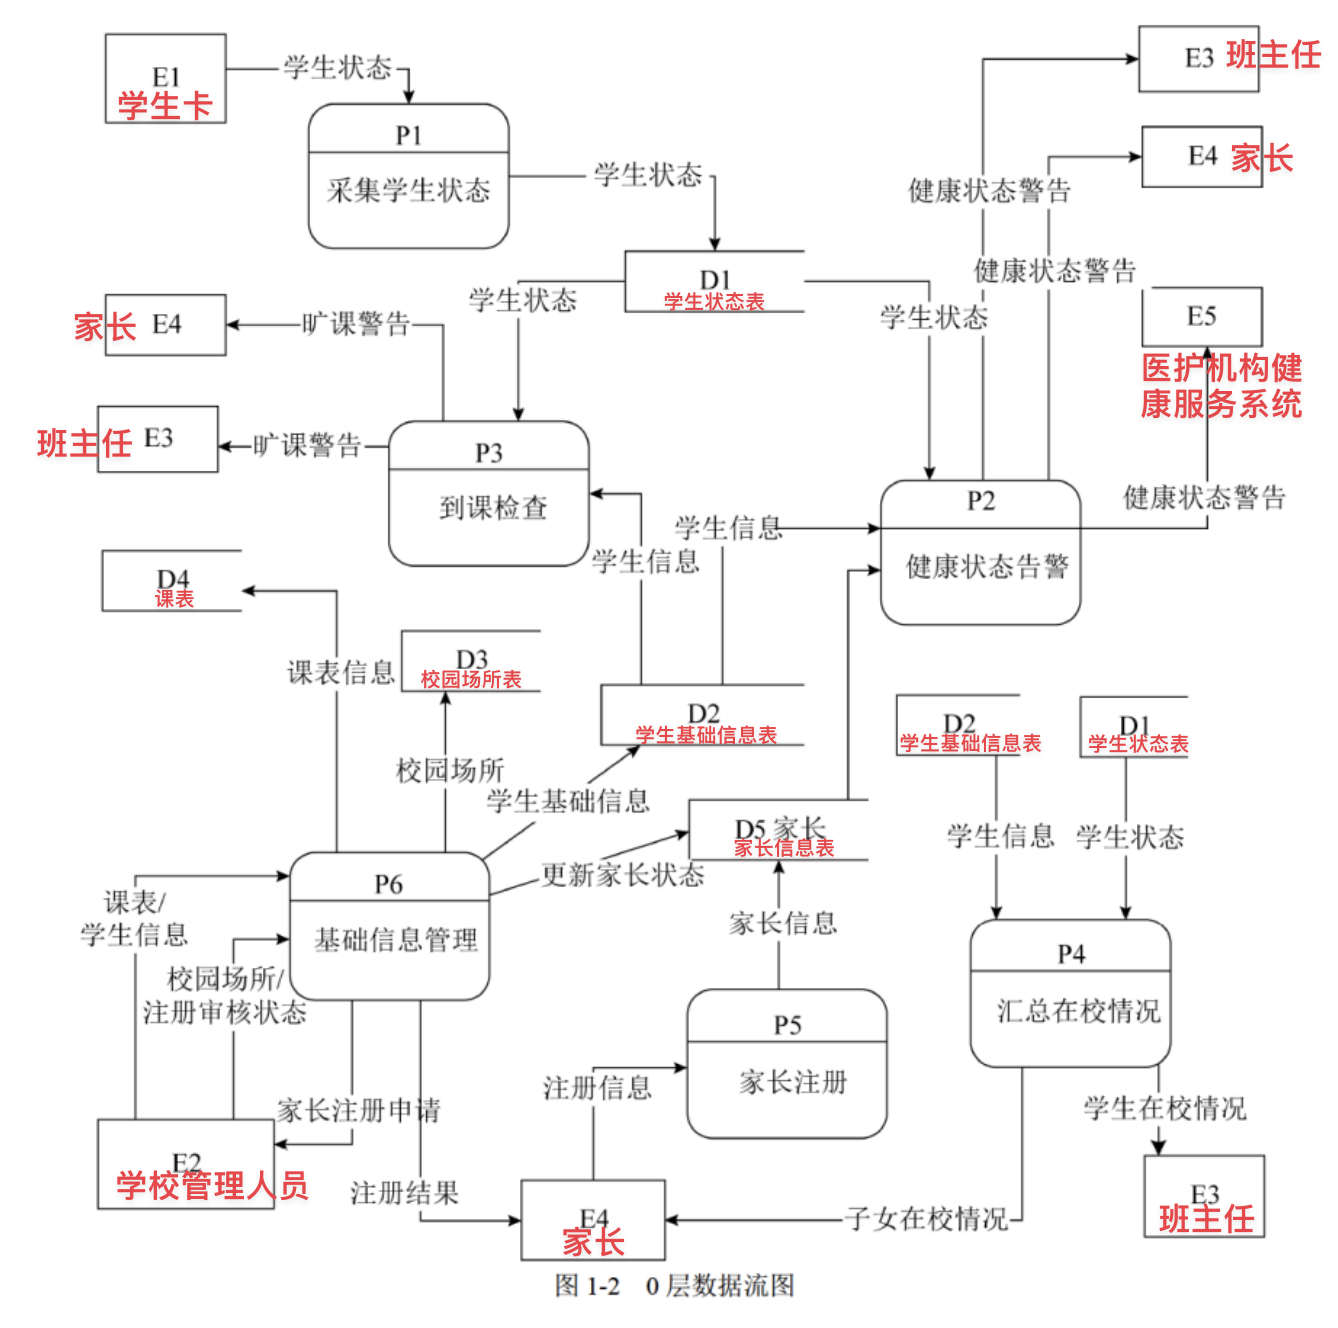 E1
学生卡
学生状态
P1
采集学生状态
学生状态
E3 班主任
E4 家长
健康状态警告
健康状态警告
D1
学生状态表
学生状态
学生状态
E5
医护机构健
康服务系统
家长 E4
旷课警告
班主任 E3
旷课警告
P3
到课检查
健康状态警告
P2
健康状态告警
学生信息
学生信息
D4
课表
课表信息
D3
校园场所表
D2
学生基础信息表
D2
学生基础信息表
D1
学生状态表
校园场所
学生基础信息
D5 家长
家长信息表
学生信息
学生状态
更新家长状态
P6
基础信息管理
课表/
学生信息
校园场所/
注册审核状态
家长信息
P4
汇总在校情况
P5
家长注册
注册信息
家长注册申请
学生在校情况
E2
学校管理人员
注册结果
E4
家长
子女在校情况
E3
班主任
图 1-2 0 层数据流图